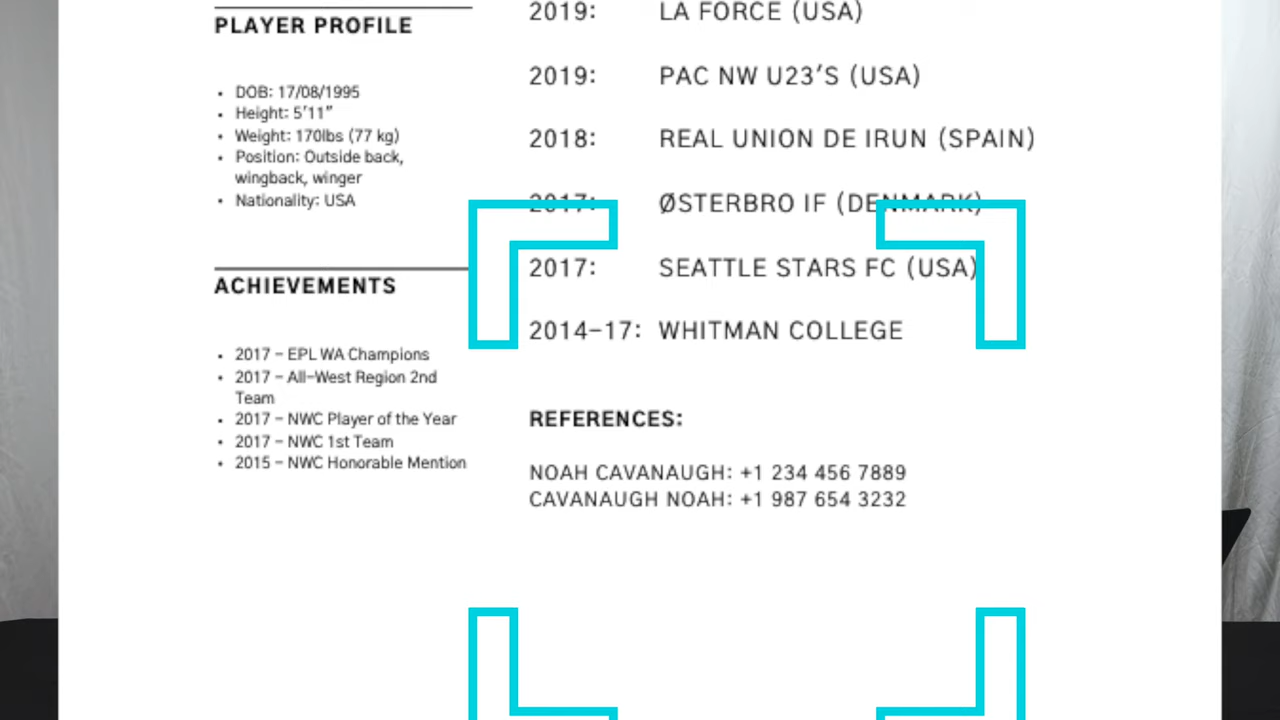 PLAYER PROFILE
• DOB: 17/08/1995
• Height: 5'11"
• Weight: 170lbs (77 kg)
• Position: Outside back,
wingback, winger
• Nationality: USA
ACHIEVEMENTS
• 2017 - EPL WA Champions
• 2017 - All-West Region 2nd
Team
• 2017 - NWC Player of the Year
• 2017 - NWC 1st Team
• 2015 - NWC Honorable Mention
2019: LA FORCE (USA)
2019: PAC NW U23'S (USA)
2018: REAL UNION DE IRUN (SPAIN)
2017: ØSTERBRO IF (DENMARK)
2017: SEATTLE STARS FC (USA)
2014-17: WHITMAN COLLEGE
REFERENCES:
NOAH CAVANAUGH: +1 234 456 7889
CAVANAUGH NOAH: +1 987 654 3232